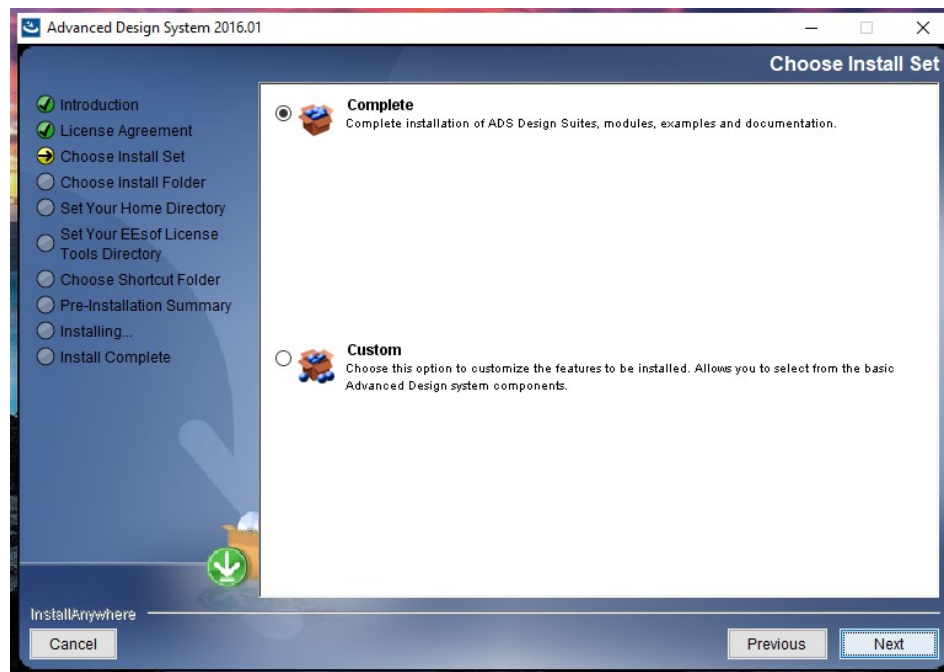 Advanced Design System 2016.01
Choose Install Set
Introduction
License Agreement
Choose Install Set
Choose Install Folder
Set Your Home Directory
Set Your EEsof License
Tools Directory
Choose Shortcut Folder
Pre-Installation Summary
Installing...
Install Complete
Complete
Complete installation of ADS Design Suites, modules, examples and documentation.
Custom
Choose this option to customize the features to be installed. Allows you to select from the basic
Advanced Design system components.
InstallAnywhere
Cancel
Previous
Next